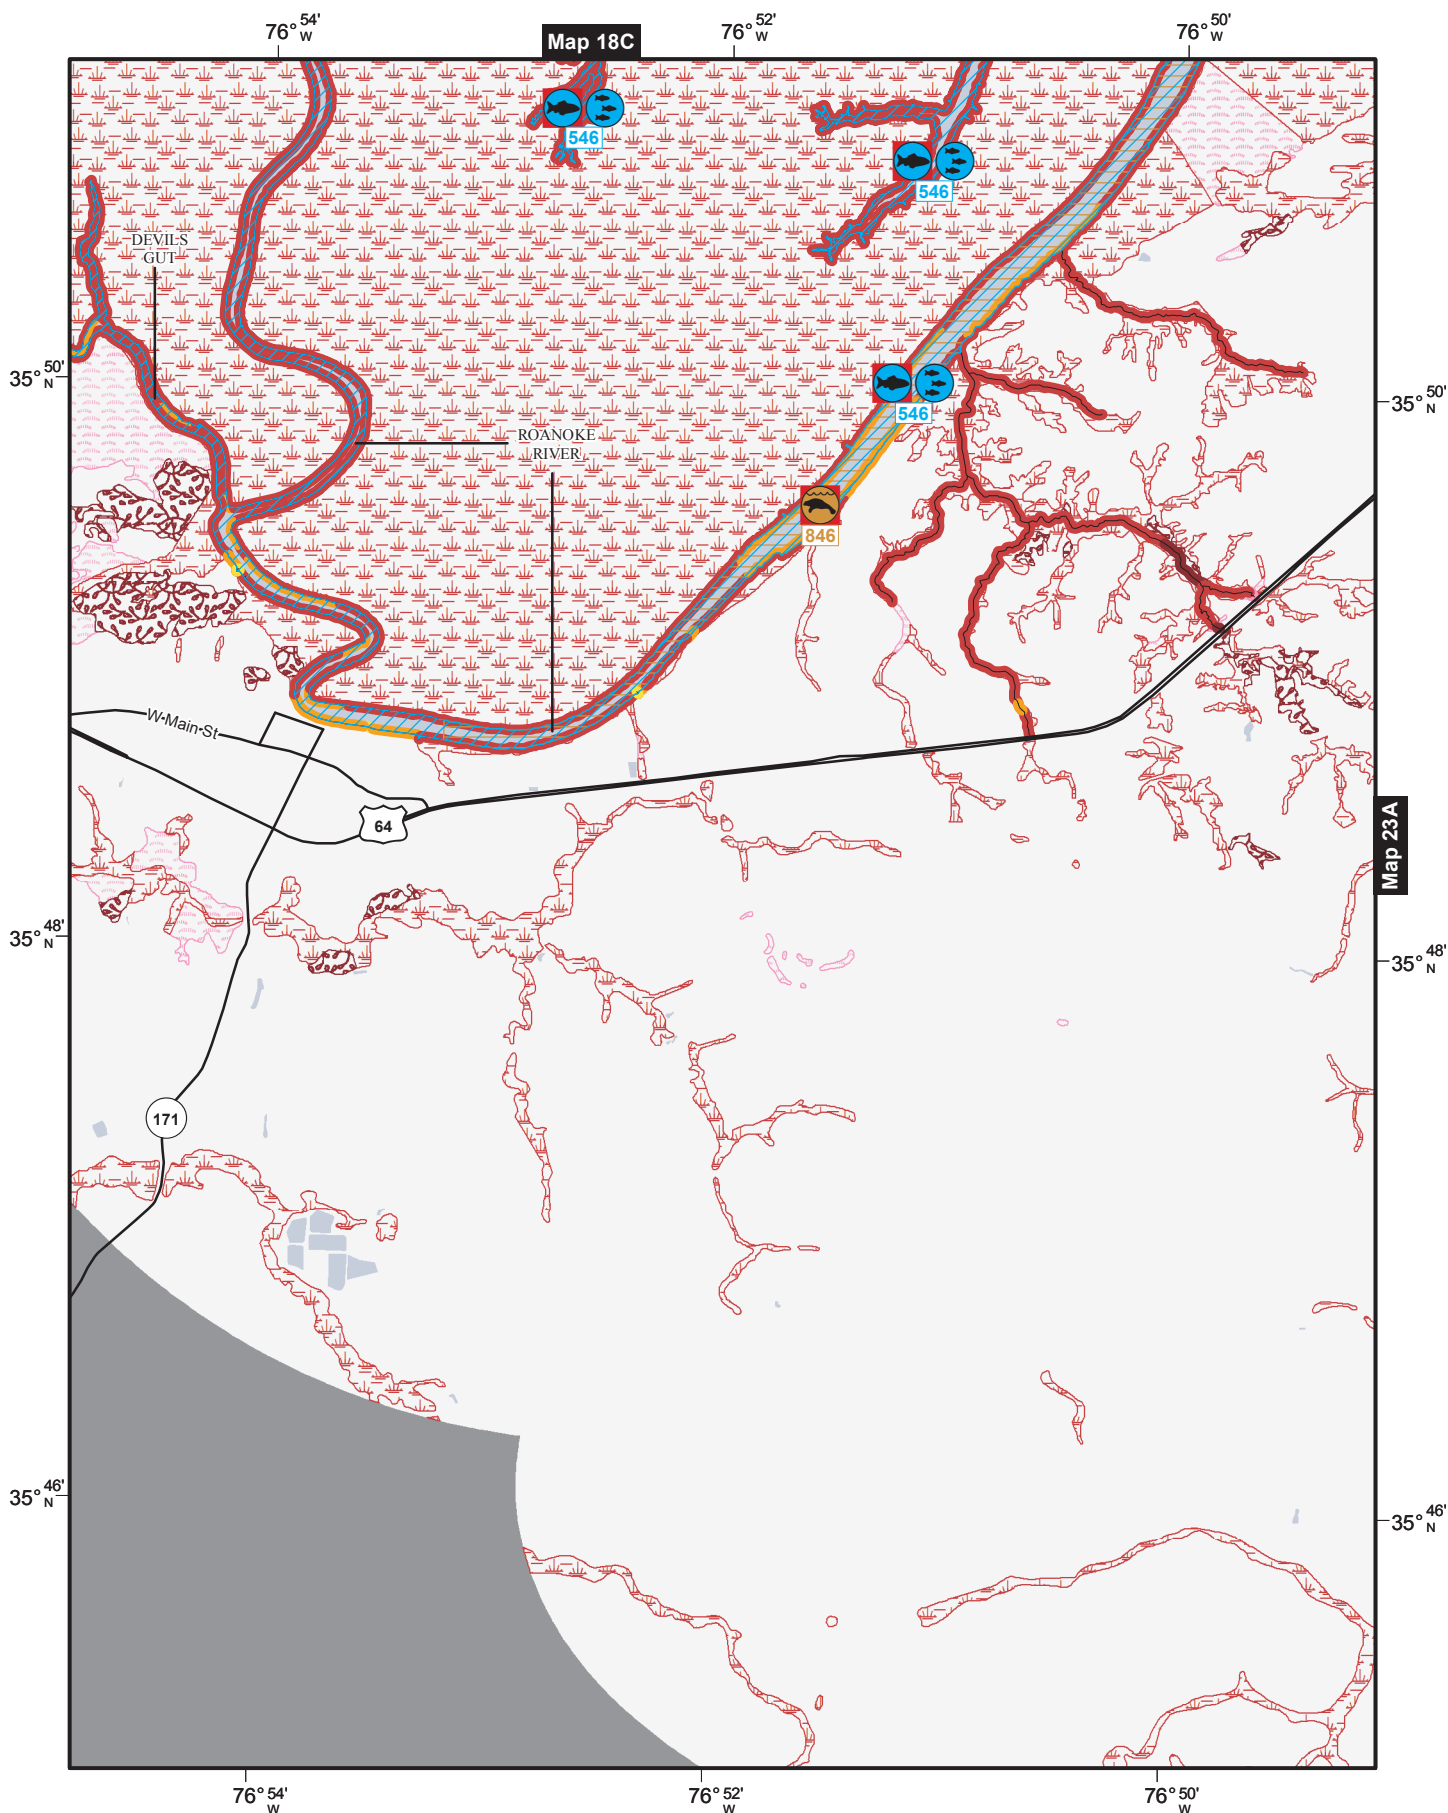 76° 54' W
76° 52' W
76° 50' W
Map 18C
546
546
DEVILS
GUT
35° 50' N
35° 50' N
546
ROANOKE
RIVER
846
W Main St
64
Map 23A
35° 48' N
35° 48' N
171
35° 46' N
35° 46' N
76° 54' W
76° 52' W
76° 50' W